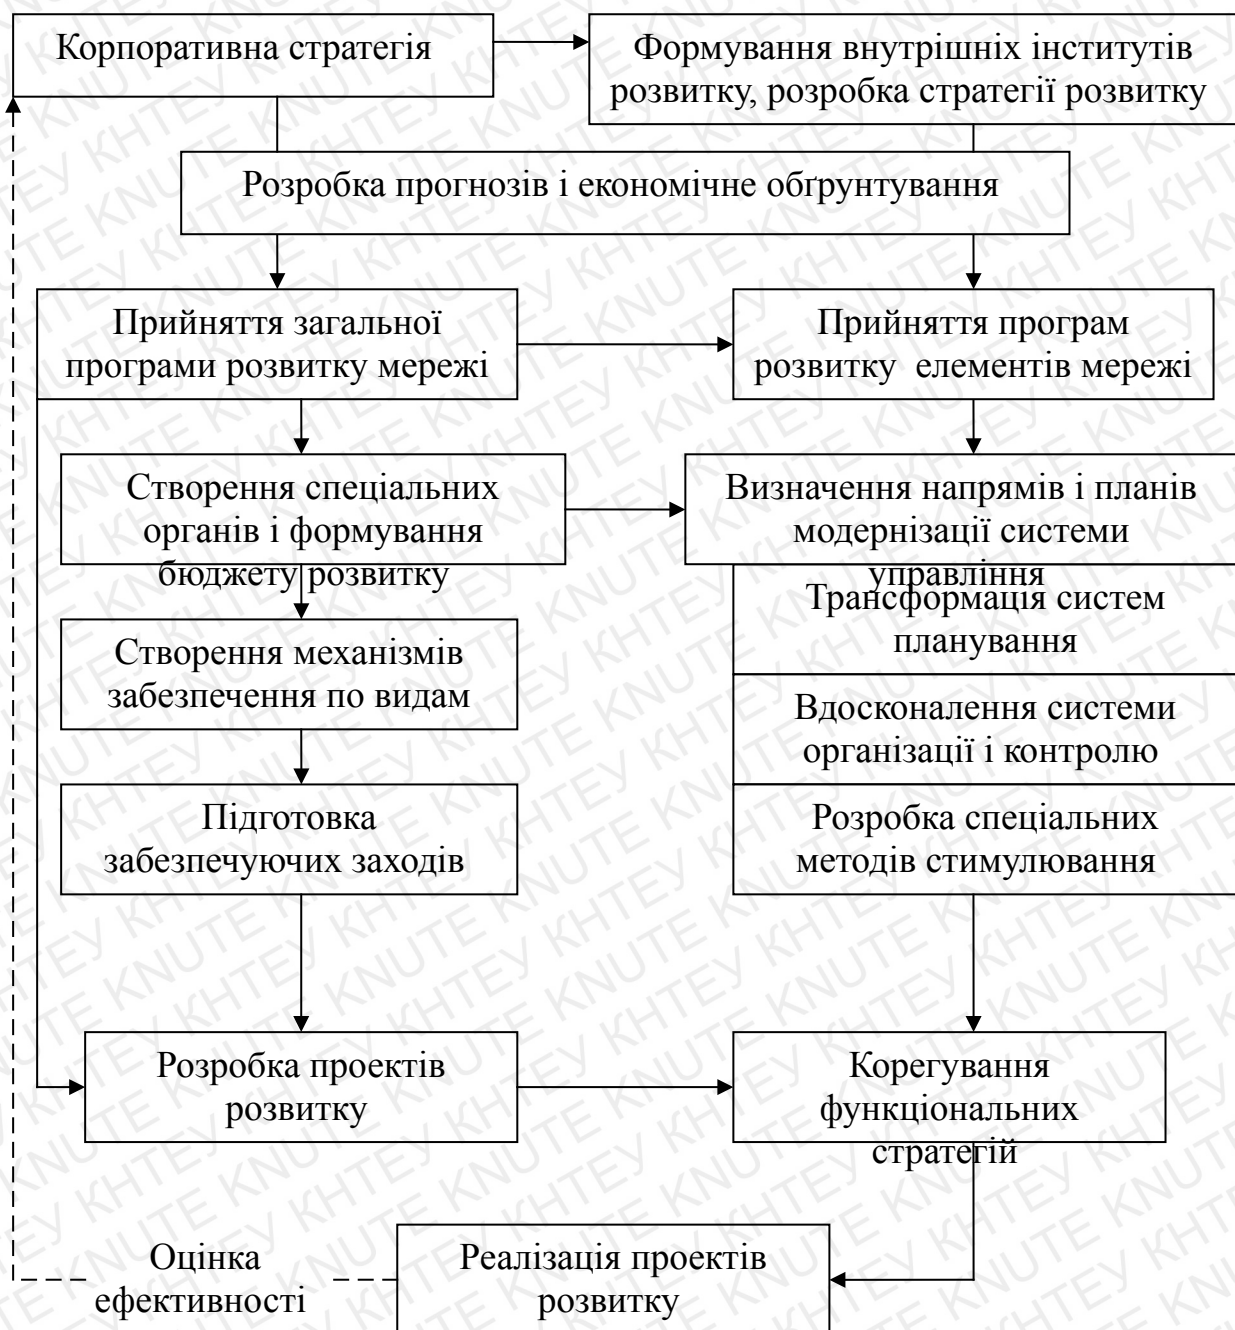 Корпоративна стратегія
Формування внутрішніх інститутів
розвитку, розробка стратегії розвитку
Розробка прогнозів і економічне обґрунтування
Прийняття загальної
програми розвитку мережі
Прийняття програм
розвитку елементів мережі
Створення спеціальних
органів і формування
бюджету розвитку
Визначення напрямів і планів
модернізації системи
управління
Трансформація систем
планування
Створення механізмів
забезпечення по видам
Вдосконалення системи
організації і контролю
Підготовка
забезпечуючих заходів
Розробка спеціальних
методів стимулювання
Розробка проектів
розвитку
Корегування
функціональних
стратегій
Оцінка
ефективності
Реалізація проектів
розвитку